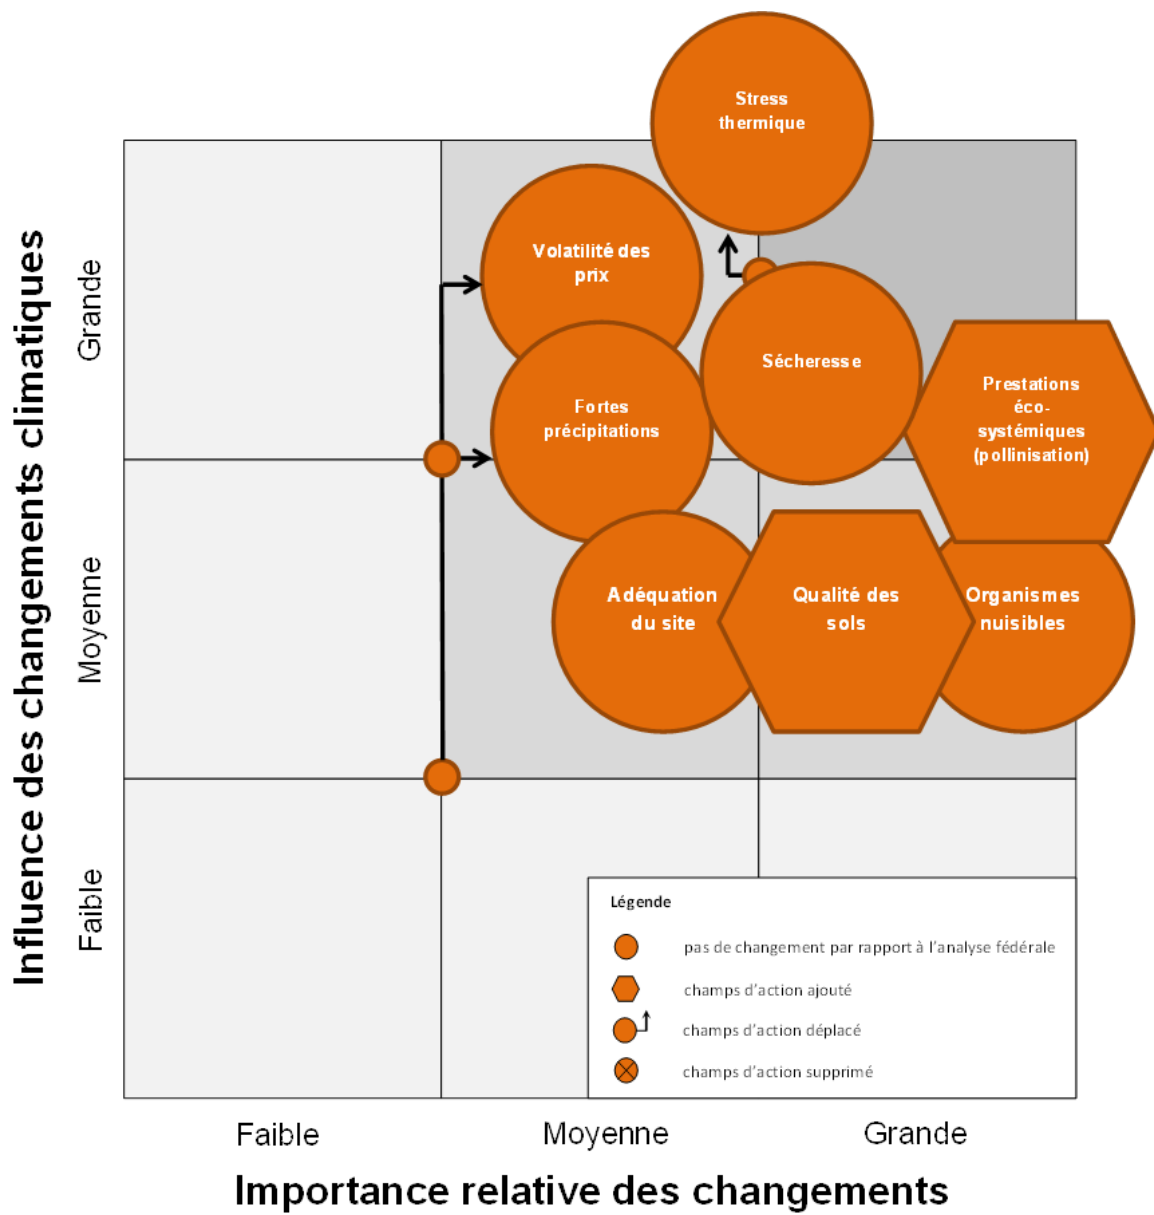 Influence des changements climatiques
Grande
Moyenne
Faible
Stress
thermique
Volatilité des
prix
Sécheresse
Fortes
précipitations
Prestations
éco-
systémiques
(pollinisation)
Adéquation
du site
Qualité des
sols
Organismes
nuisibles
Légende
pas de changement par rapport à l'analyse fédérale
champs d'action ajouté
champs d'action déplacé
champs d'action supprimé
Faible
Moyenne
Grande
Importance relative des changements